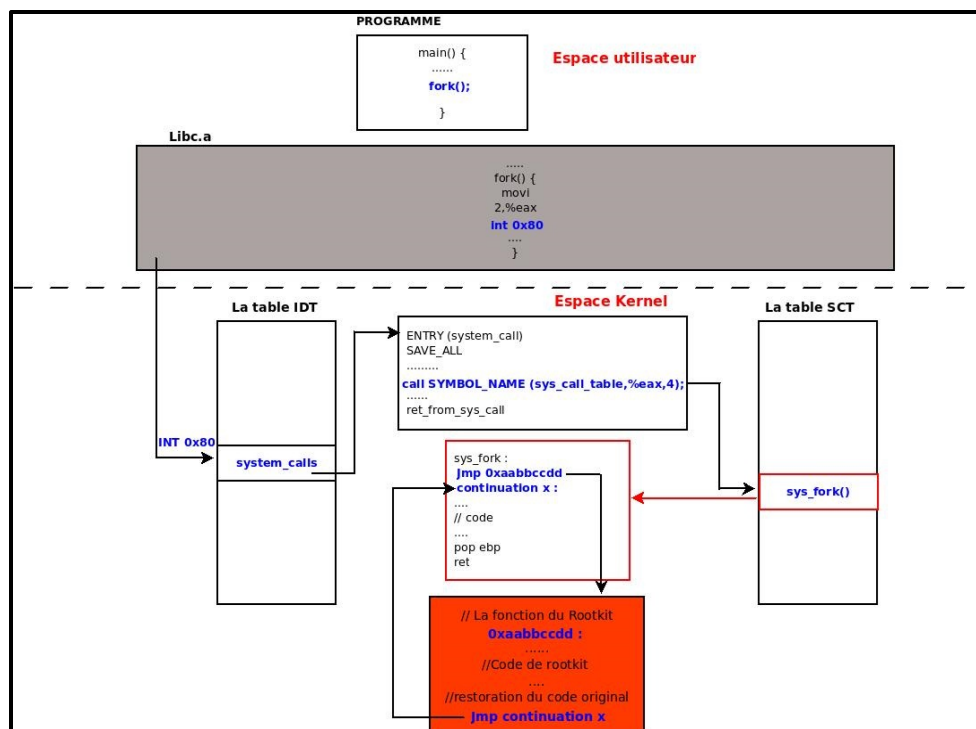 PROGRAMME
main() {
......
fork();
}
Espace utilisateur
Libc.a
.....
fork() {
movi
2,%eax
int 0x80
....
}
Espace Kernel
La table IDT
La table SCT
ENTRY (system_call)
SAVE_ALL
.........
call SYMBOL_NAME (sys_call_table,%eax,4);
......
ret_from_sys_call
INT 0x80
system_calls
sys_fork :
Jmp 0xaabbccdd
continuation x :
....
// code
....
pop ebp
ret
sys_fork()
// La fonction du Rootkit
0xaabbccdd :
......
//Code de rootkit
....
//restoration du code original
Jmp continuation x